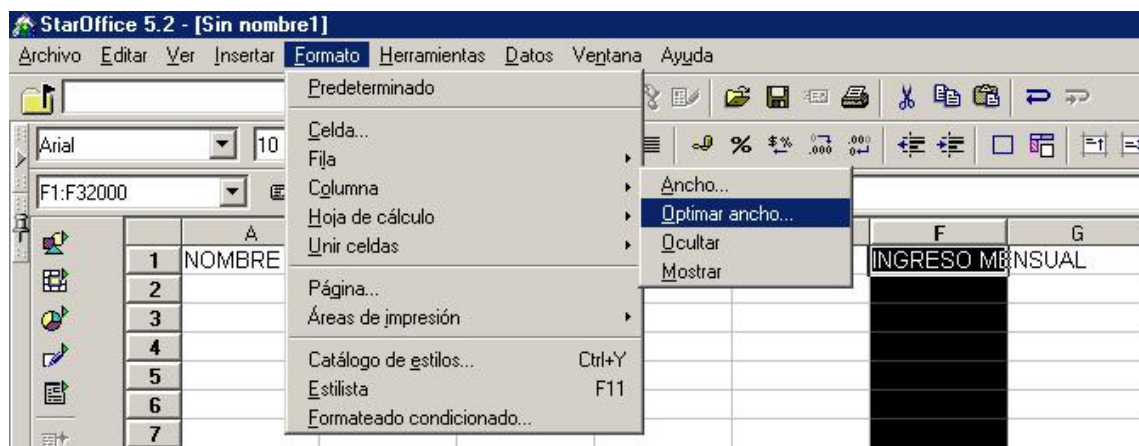 StarOffice 5.2 - [Sin nombre1]
Archivo Editar Ver Insertar Formato Herramientas Datos Ventana Ayuda
Predeterminado
Arial 10
Celda...
Fila
F1:F32000
Columna
Ancho...
Hoja de cálculo
Optimar ancho...
Unir celdas
Ocultar
Mostrar
A F G
1 NOMBRE INGRESO MENSUAL
2
Página...
3
Áreas de impresión
4
Catálogo de estilos... Ctrl+Y
5
Estilista F11
6
Formateado condicionado...
7